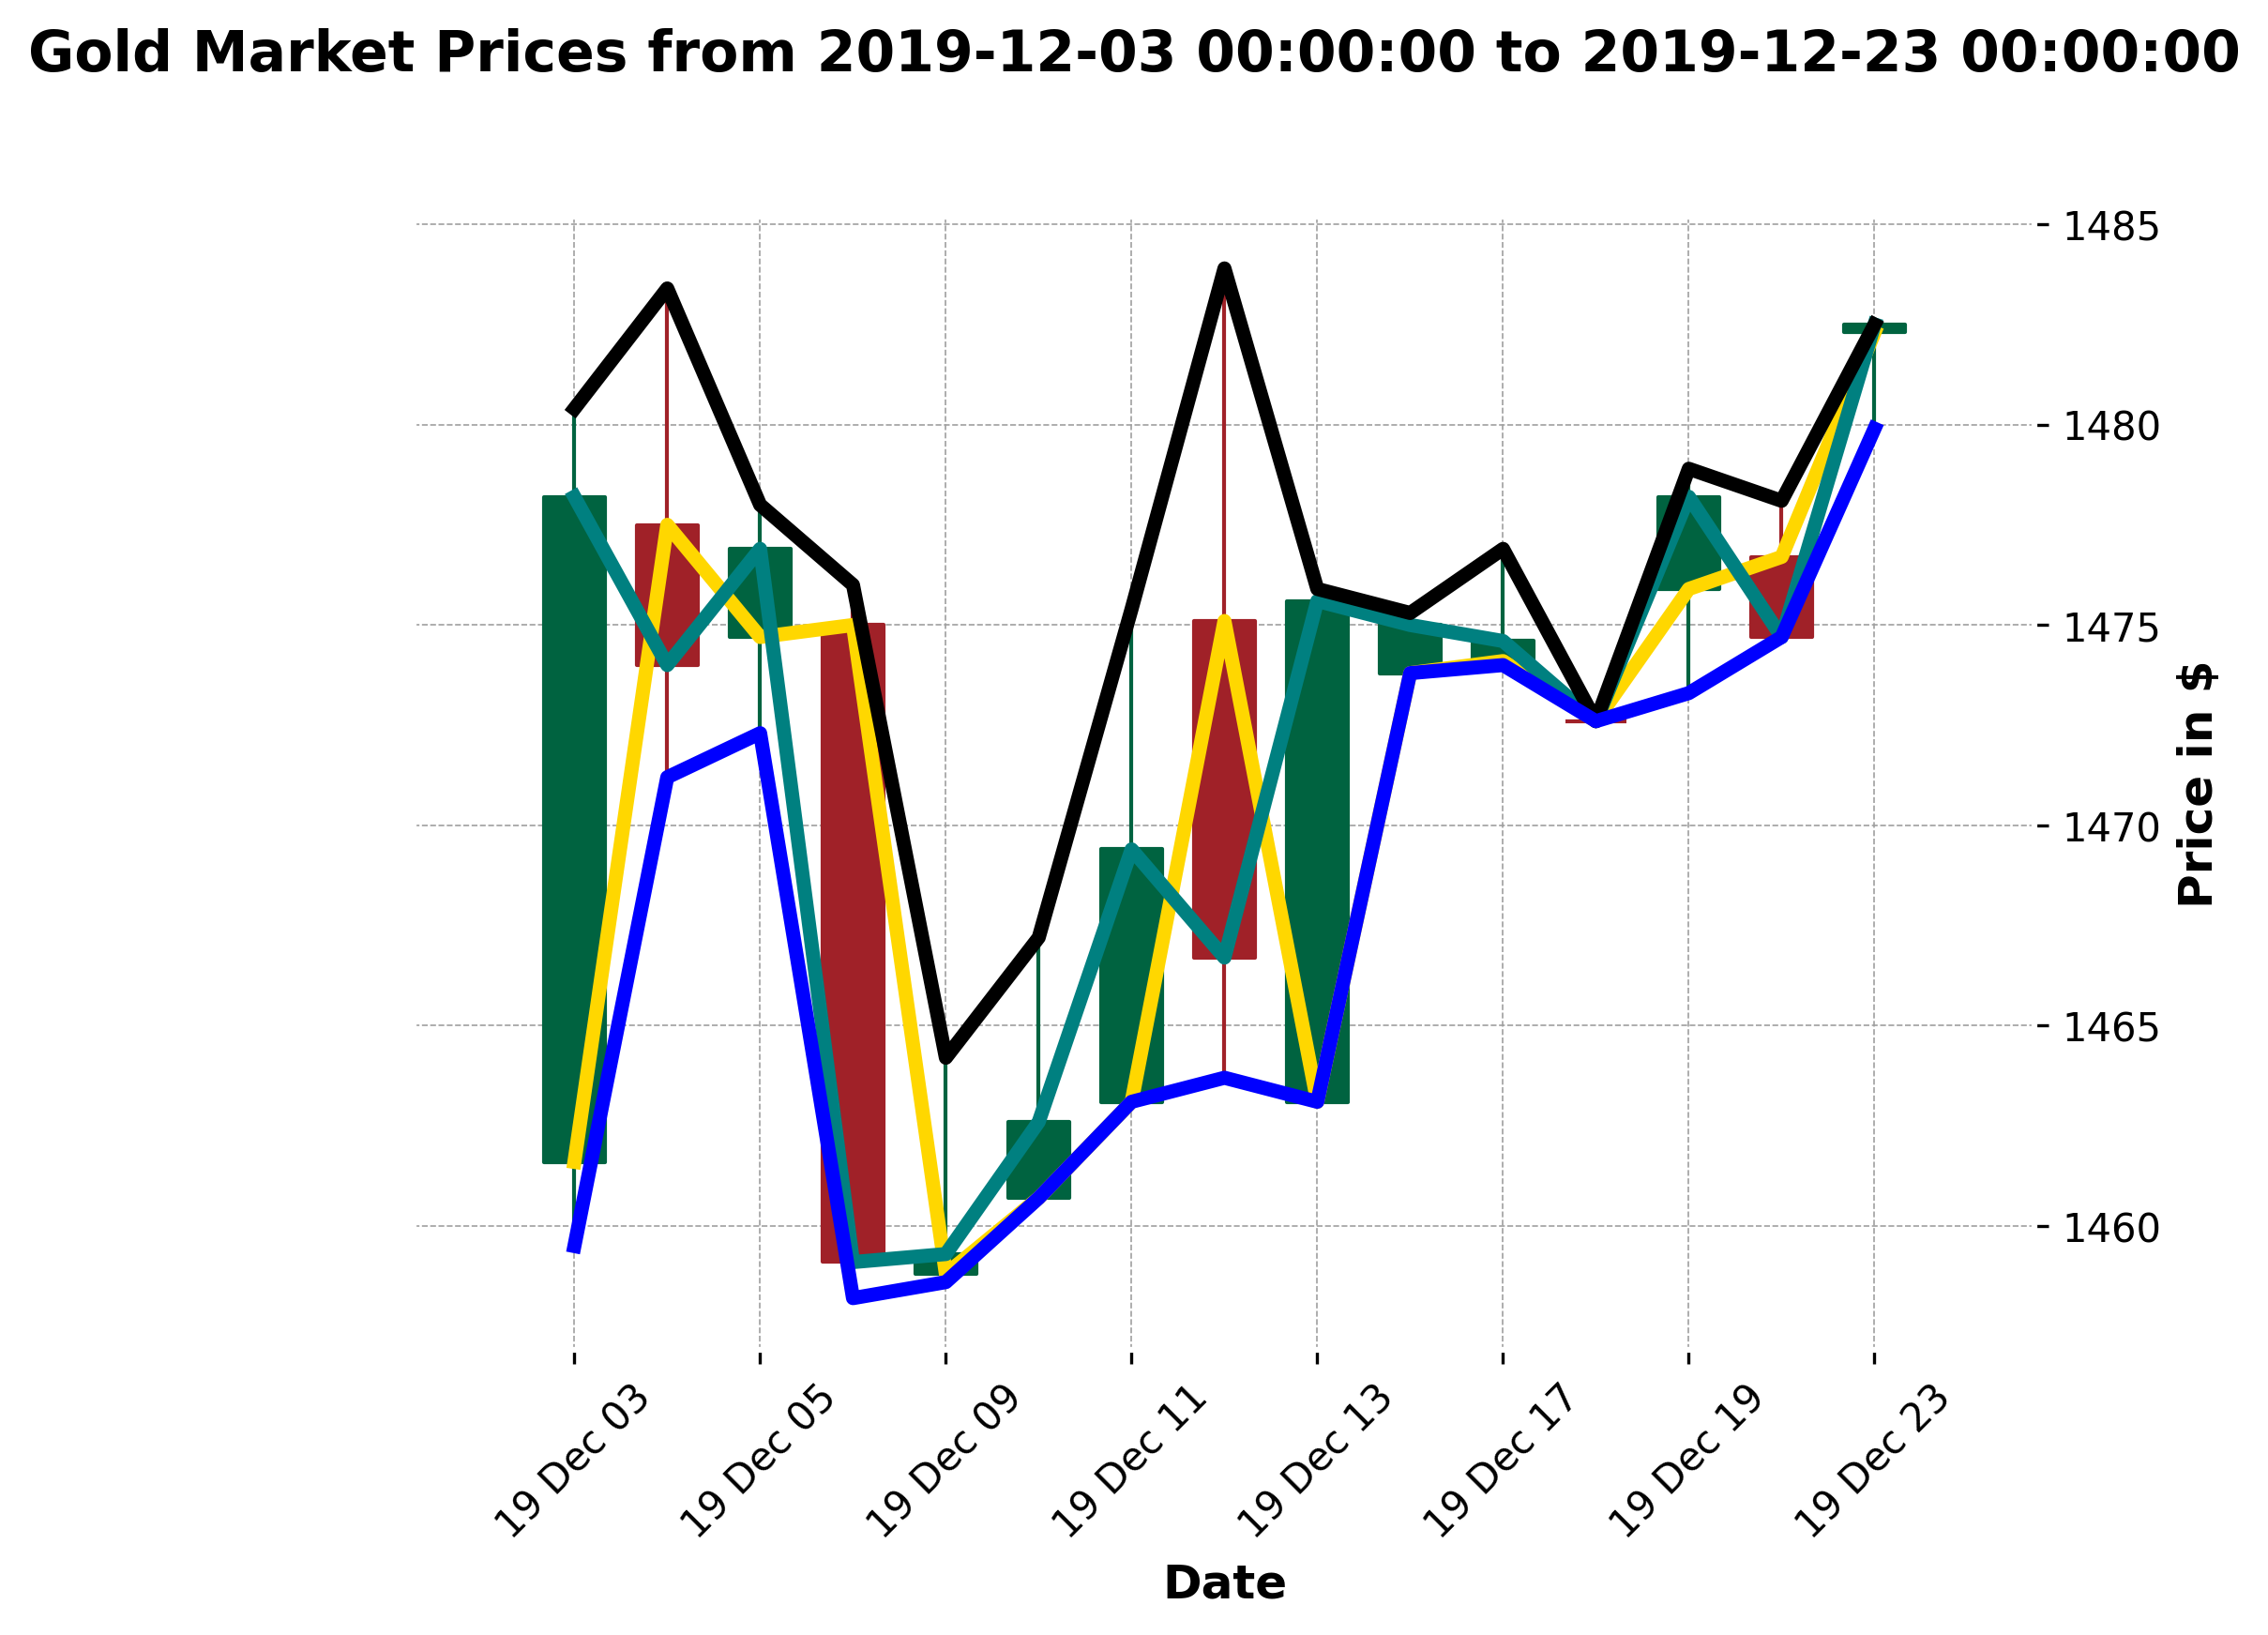 Gold Market Prices from 2019-12-03 00:00:00 to 2019-12-23 00:00:00
1485
1480
1475
1470
1465
1460
Price in $
19 Dec 03
19 Dec 05
19 Dec 09
19 Dec 11
19 Dec 13
19 Dec 17
19 Dec 19
19 Dec 23
Date